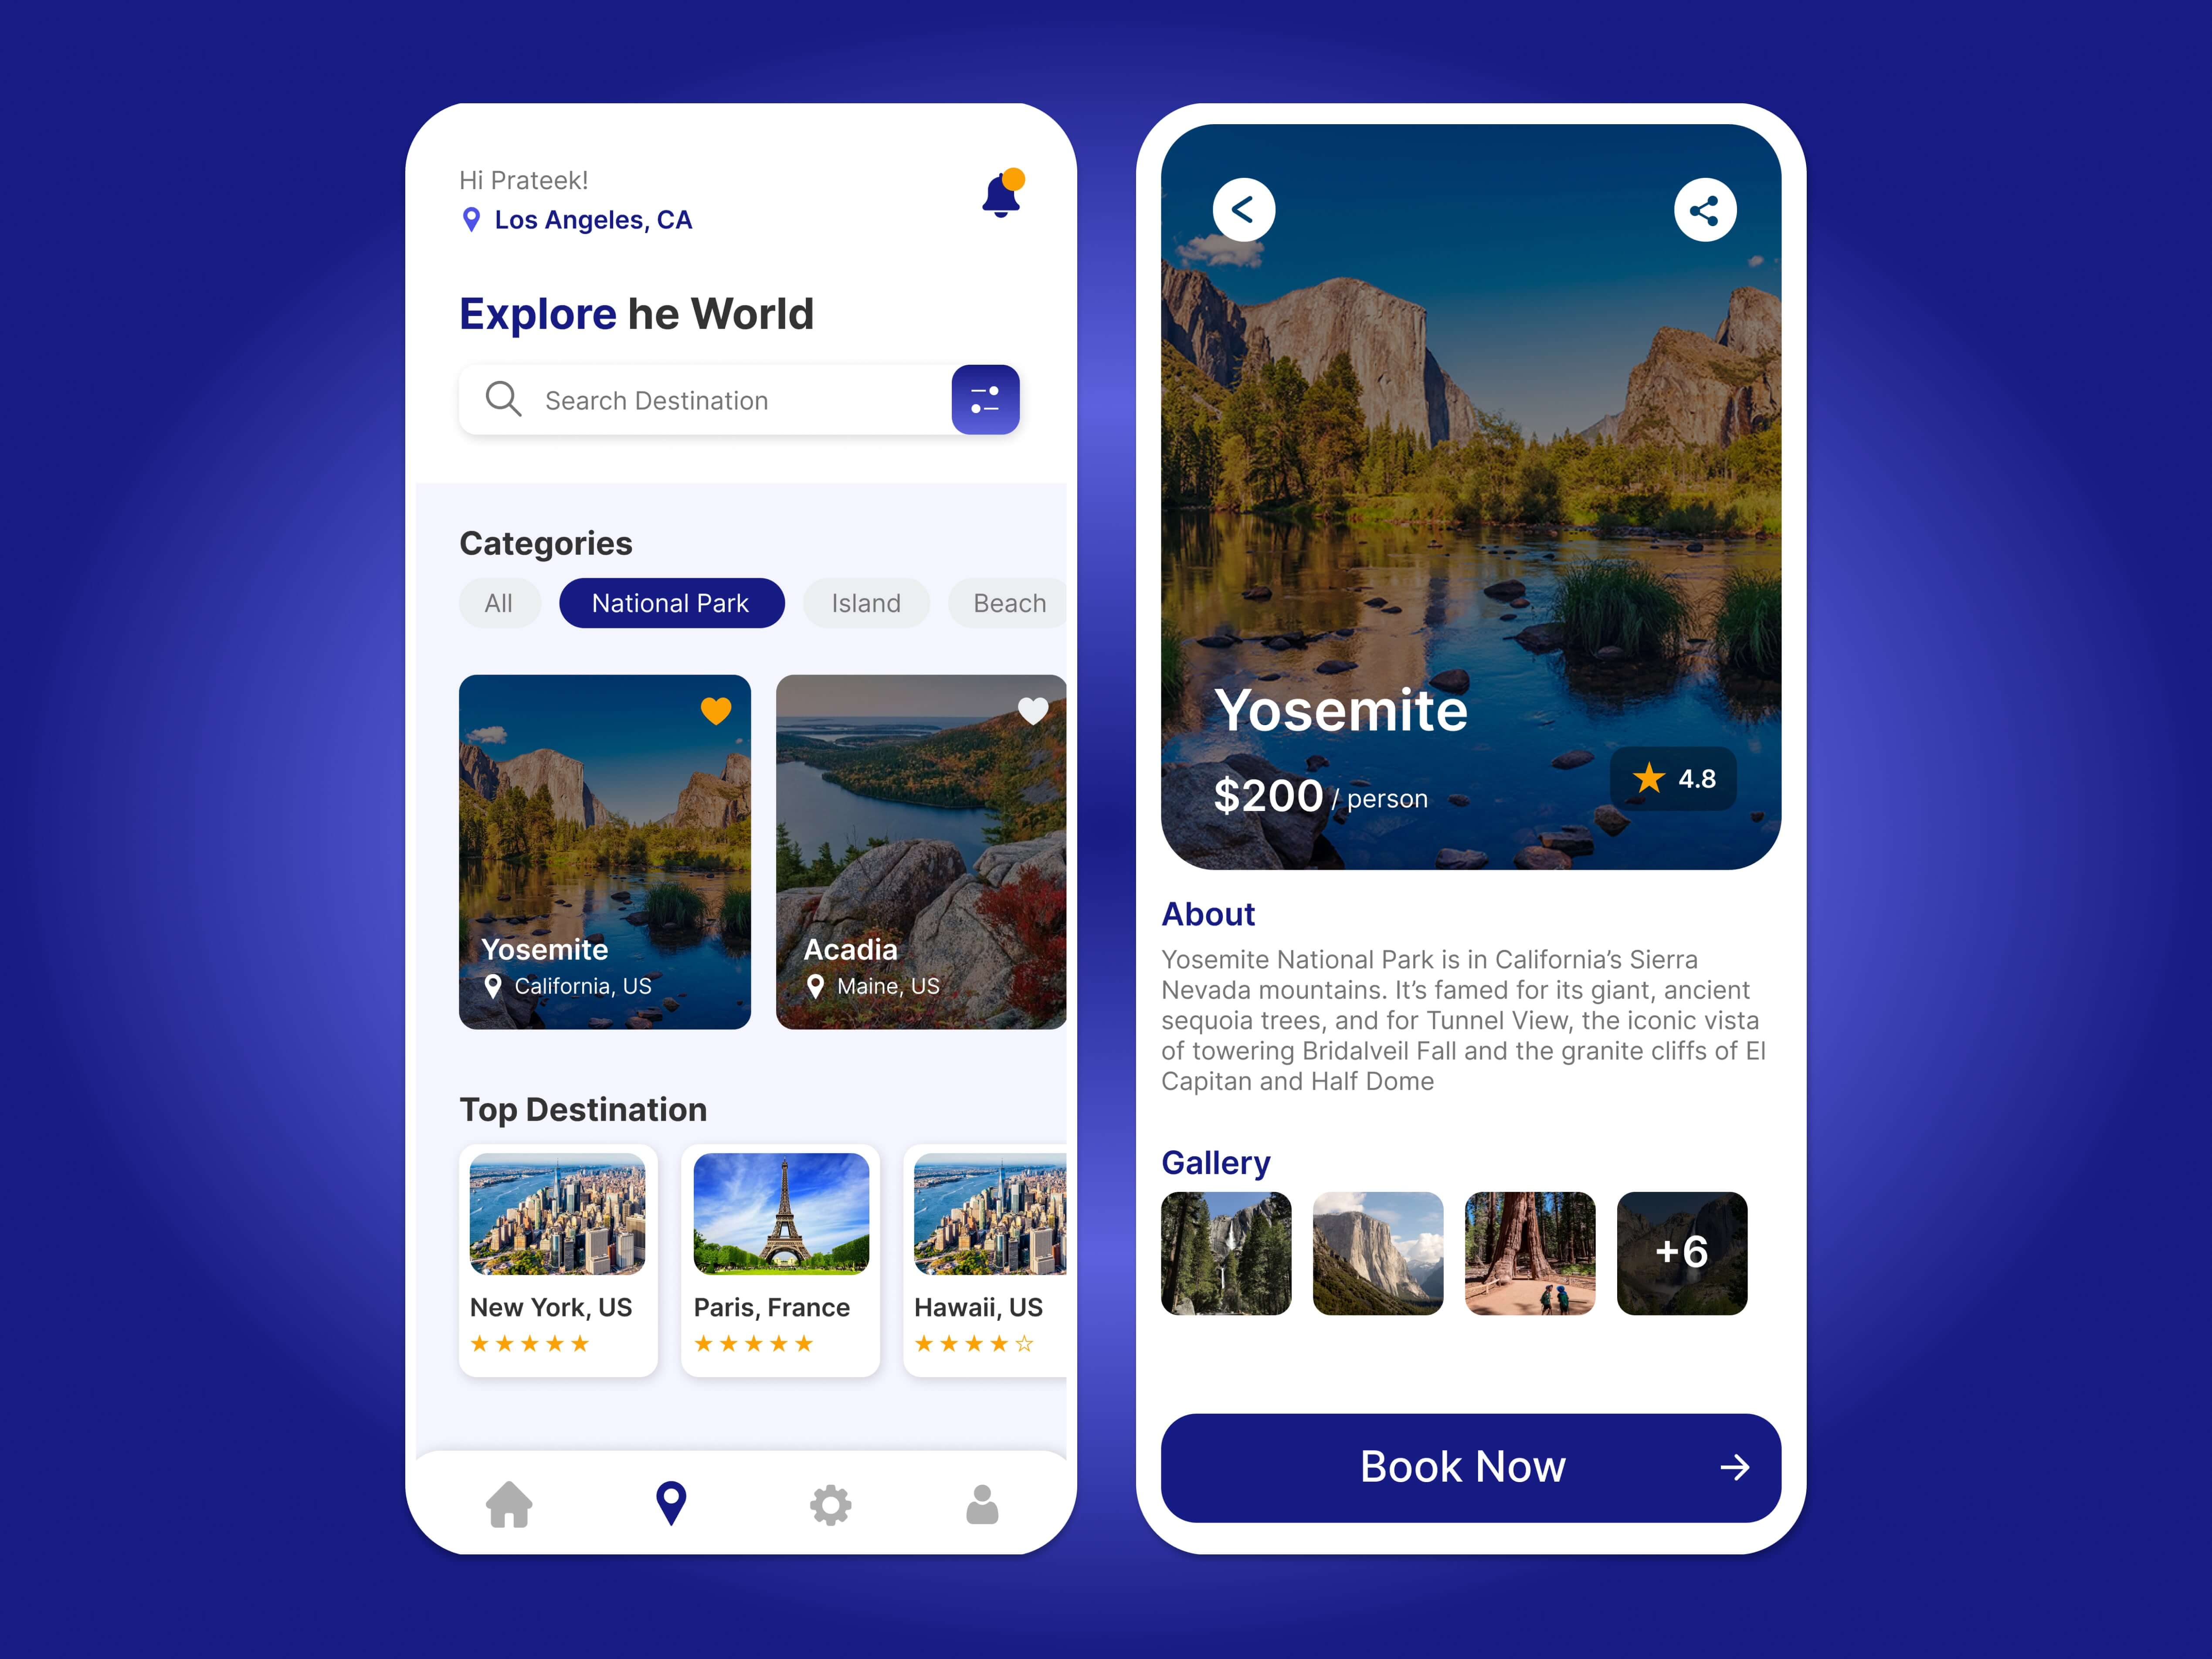 Hi Prateek!
Los Angeles, CA
Explore he World
Search Destination
Categories
All
National Park
Island
Beach
Yosemite
California, US
Acadia
Maine, US
Top Destination
New York, US
Paris, France
Hawaii, US
Yosemite
$200 / person
4.8
About
Yosemite National Park is in California’s Sierra
Nevada mountains. It’s famed for its giant, ancient
sequoia trees, and for Tunnel View, the iconic vista
of towering Bridalveil Fall and the granite cliffs of El
Capitan and Half Dome
Gallery
+6
Book Now